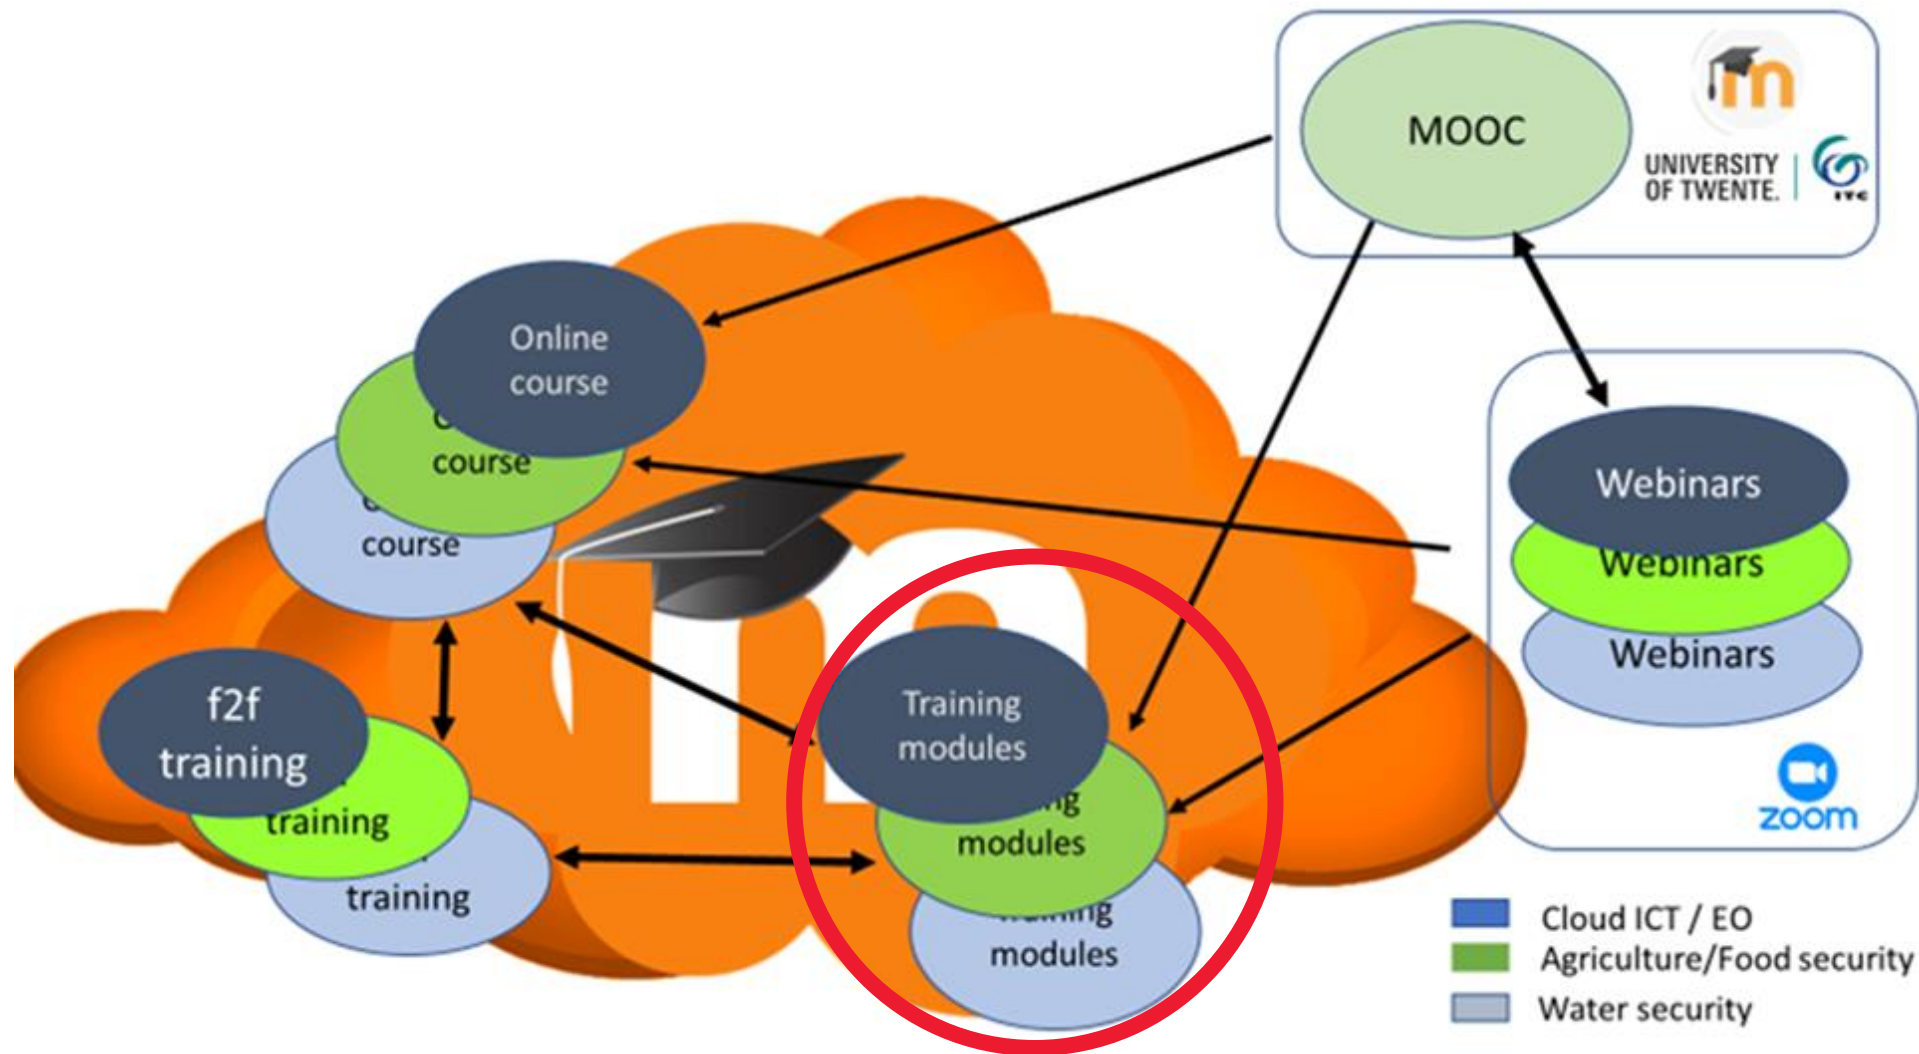 MOOC
m
UNIVERSITY
OF TWENTE.
ITC
Online
course
course
course
Webinars
Webinars
Webinars
zoom
f2f
training
training
training
Training
modules
modules
modules
Cloud ICT / EO
Agriculture/Food security
Water security